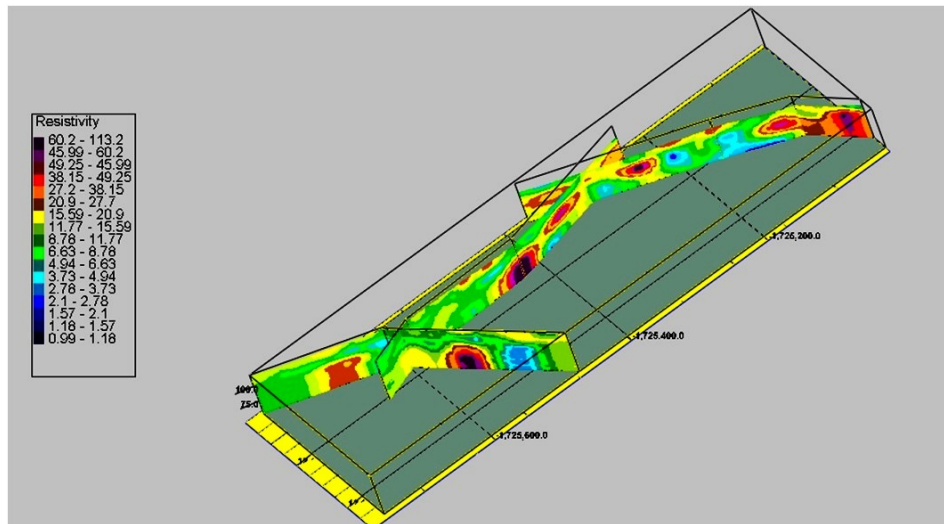 Resistivity
60.2 - 113.2
45.99 - 60.2
49.25 - 45.99
38.15 - 49.25
27.2 - 38.15
20.9 - 27.7
15.59 - 20.9
11.77 - 15.59
8.78 - 11.77
6.63 - 8.78
4.94 - 6.63
3.73 - 4.94
2.78 - 3.73
2.1 - 2.78
1.57 - 2.1
1.18 - 1.57
0.99 - 1.18
-1,725,200.0
-1,725,400.0
100.0
75.0
-1,725,600.0